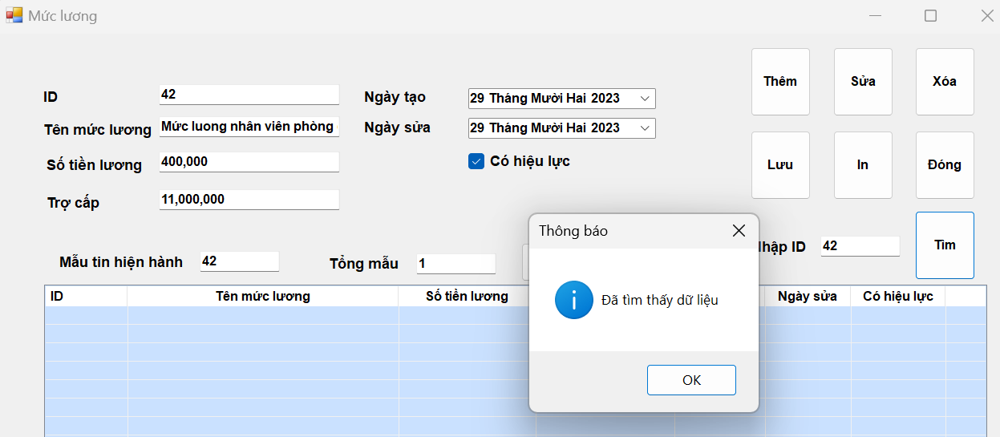 Mức lương
Thêm
Sửa
Xóa
ID
42
Ngày tạo
29 Tháng Mười Hai 2023
Tên mức lương
Mức luong nhân viên phòng
Ngày sửa
29 Tháng Mười Hai 2023
Số tiền lương
400,000
Có hiệu lực
Lưu
In
Đóng
Trợ cấp
11,000,000
Thông báo
ID
42
Tìm
Mẫu tin hiện hành
42
Tổng mẫu
1
ID
Tên mức lương
Số tiền lương
Ngày sửa
Có hiệu lực
Đã tìm thấy dữ liệu
OK